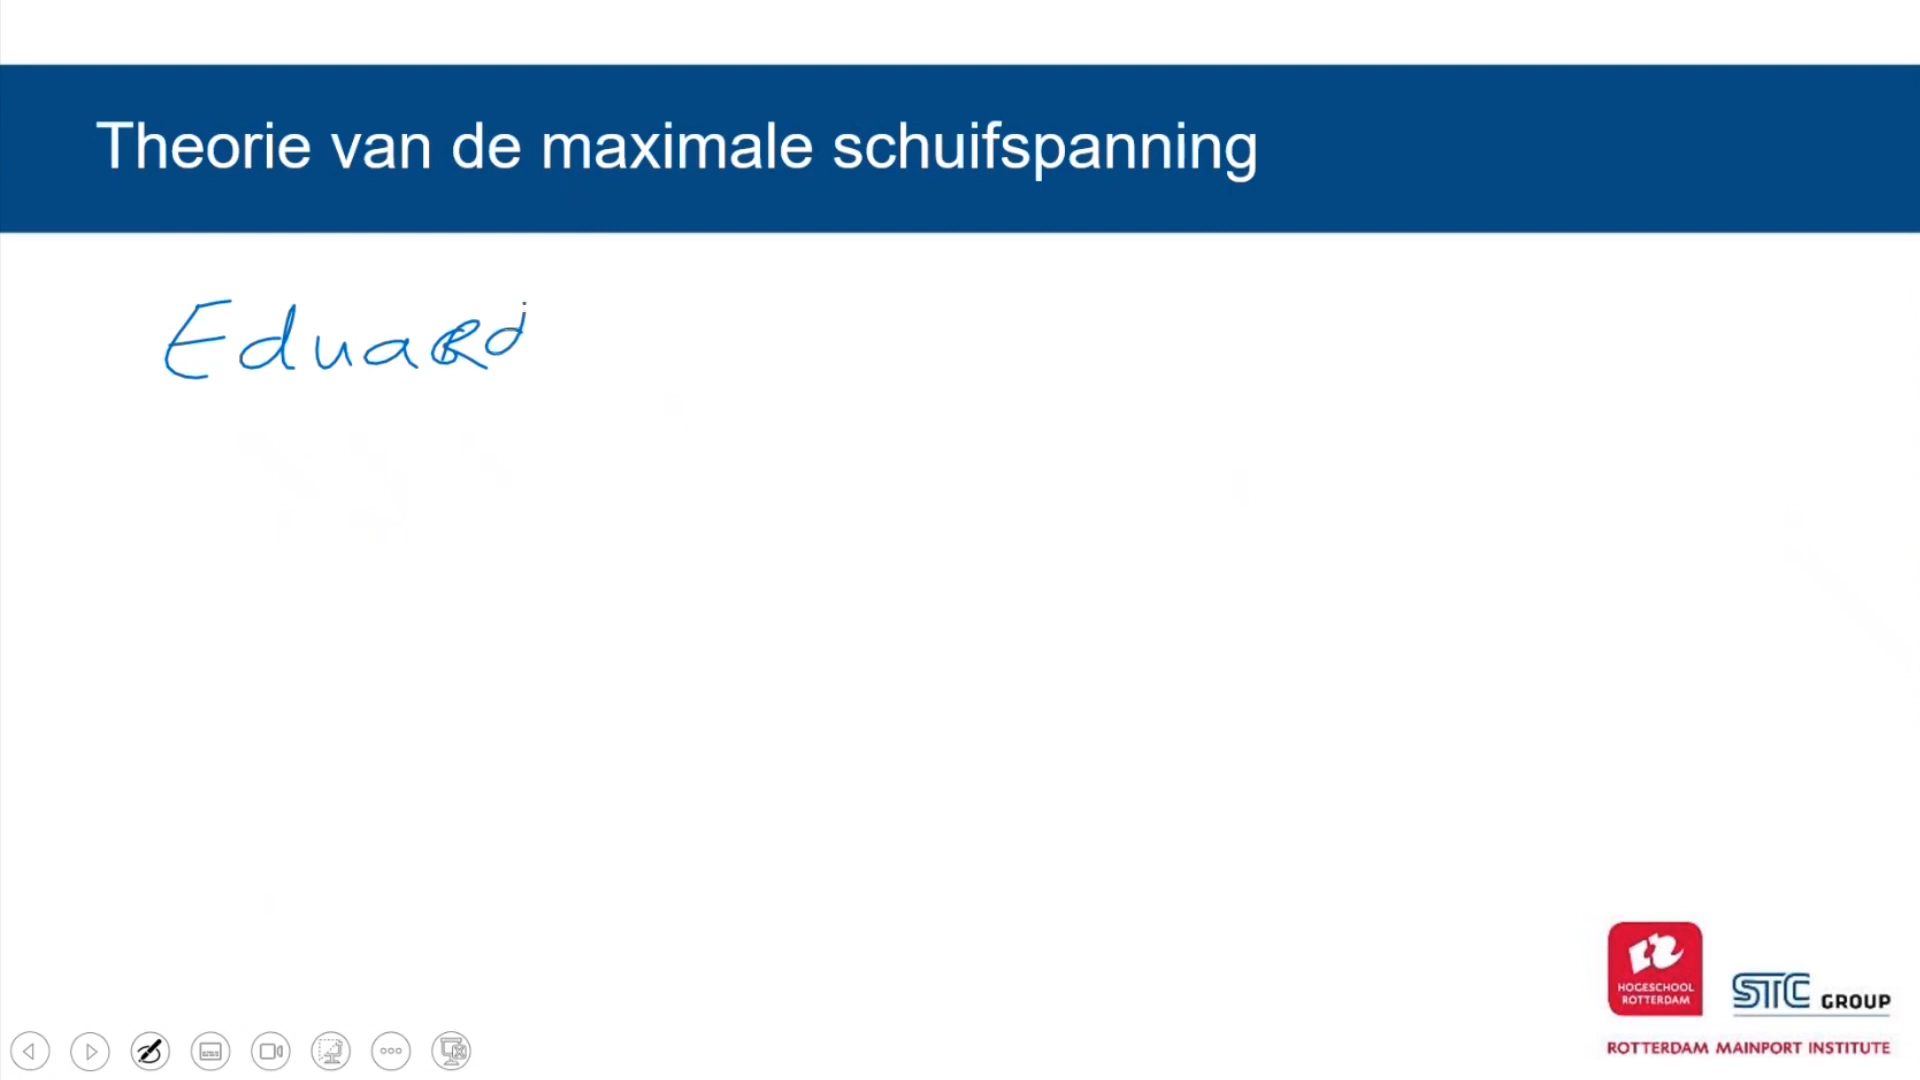 Theorie van de maximale schuifspanning
Eduard
HOGESCHOOL
ROTTERDAM
STC GROUP
ROTTERDAM MAINPORT INSTITUTE